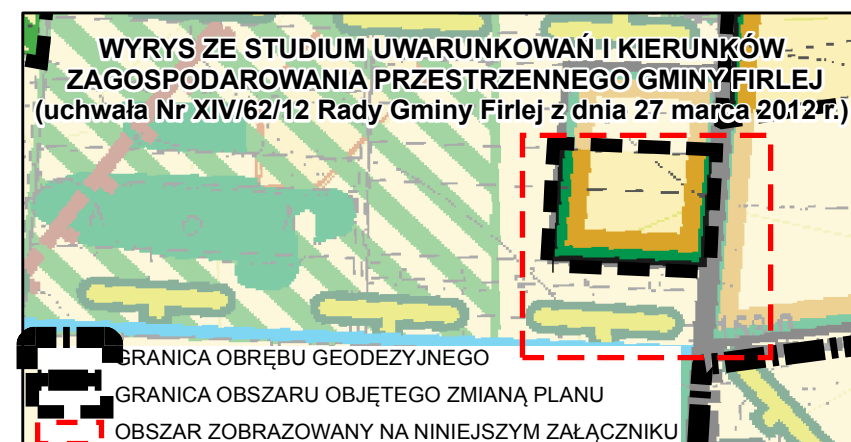 WYRYS ZE STUDIUM UWARUNKOWAŃ I KIERUNKÓW
ZAGOSPODAROWANIA PRZESTRZENNEGO GMINY FIRLEJ
(uchwała Nr XIV/62/12 Rady Gminy Firlej z dnia 27 marca 2012 r.)
GRANICA OBRĘBU GEODEZYJNEGO
GRANICA OBSZARU OBJĘTEGO ZMIANĄ PLANU
OBSZAR ZOBRAZOWANY NA NINIEJSZYM ZAŁĄCZNIKU